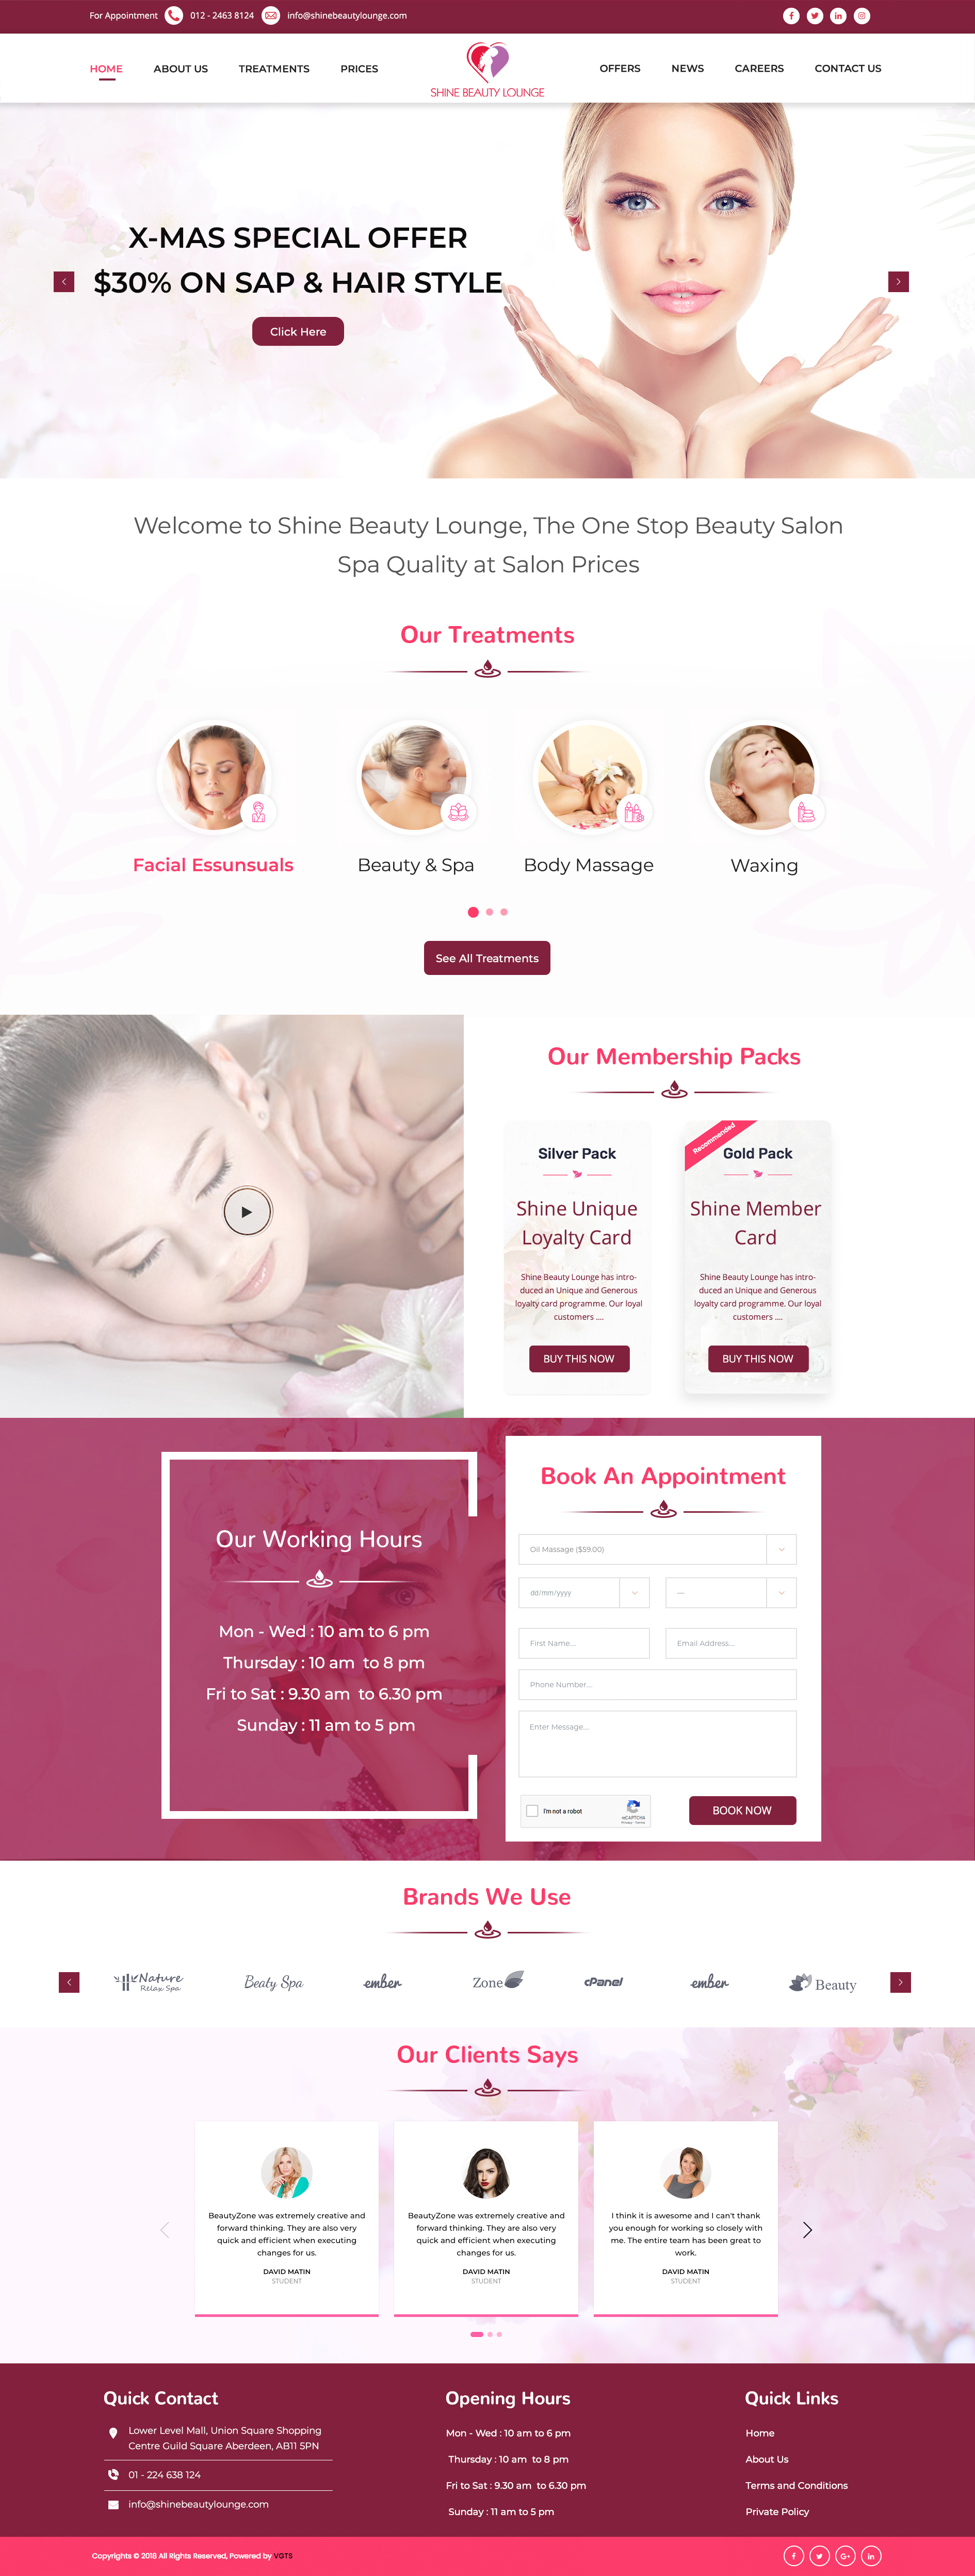 For Appointment 012 - 2463 8124 info@shinebeautylounge.com
HOME ABOUT US TREATMENTS PRICES
SHINE BEAUTY LOUNGE
OFFERS NEWS CAREERS CONTACT US
X-MAS SPECIAL OFFER
$30% ON SAP & HAIR STYLE
Click Here
Welcome to Shine Beauty Lounge, The One Stop Beauty Salon
Spa Quality at Salon Prices
Our Treatments
Facial Essunsuals
Beauty & Spa
Body Massage
Waxing
See All Treatments
Our Membership Packs
Silver Pack
Shine Unique
Loyalty Card
Shine Beauty Lounge has intro-
duced an Unique and Generous
loyalty card programme. Our loyal
customers ....
BUY THIS NOW
Recommended
Gold Pack
Shine Member
Card
Shine Beauty Lounge has intro-
duced an Unique and Generous
loyalty card programme. Our loyal
customers ....
BUY THIS NOW
Our Working Hours
Mon - Wed : 10 am to 6 pm
Thursday : 10 am to 8 pm
Fri to Sat : 9.30 am to 6.30 pm
Sunday : 11 am to 5 pm
Book An Appointment
Oil Massage ($59.00)
dd/mm/yyyy ---
First Name.... Email Address....
Phone Number....
Enter Message....
I'm not a robot
reCAPTCHA
Privacy - Terms
BOOK NOW
Brands We Use
Nature
Relax Spa
Beaty Spa
ember
Zone
cPanel
ember
Beauty
Our Clients Says
BeautyZone was extremely creative and
forward thinking. They are also very
quick and efficient when executing
changes for us.
DAVID MATIN
STUDENT
BeautyZone was extremely creative and
forward thinking. They are also very
quick and efficient when executing
changes for us.
DAVID MATIN
STUDENT
I think it is awesome and I can't thank
you enough for working so closely with
me. The entire team has been great to
work.
DAVID MATIN
STUDENT
Quick Contact
Lower Level Mall, Union Square Shopping
Centre Guild Square Aberdeen, AB11 5PN
01 - 224 638 124
info@shinebeautylounge.com
Opening Hours
Mon - Wed : 10 am to 6 pm
Thursday : 10 am to 8 pm
Fri to Sat : 9.30 am to 6.30 pm
Sunday : 11 am to 5 pm
Quick Links
Home
About Us
Terms and Conditions
Private Policy
Copyrights © 2018 All Rights Reserved, Powered by VGTS